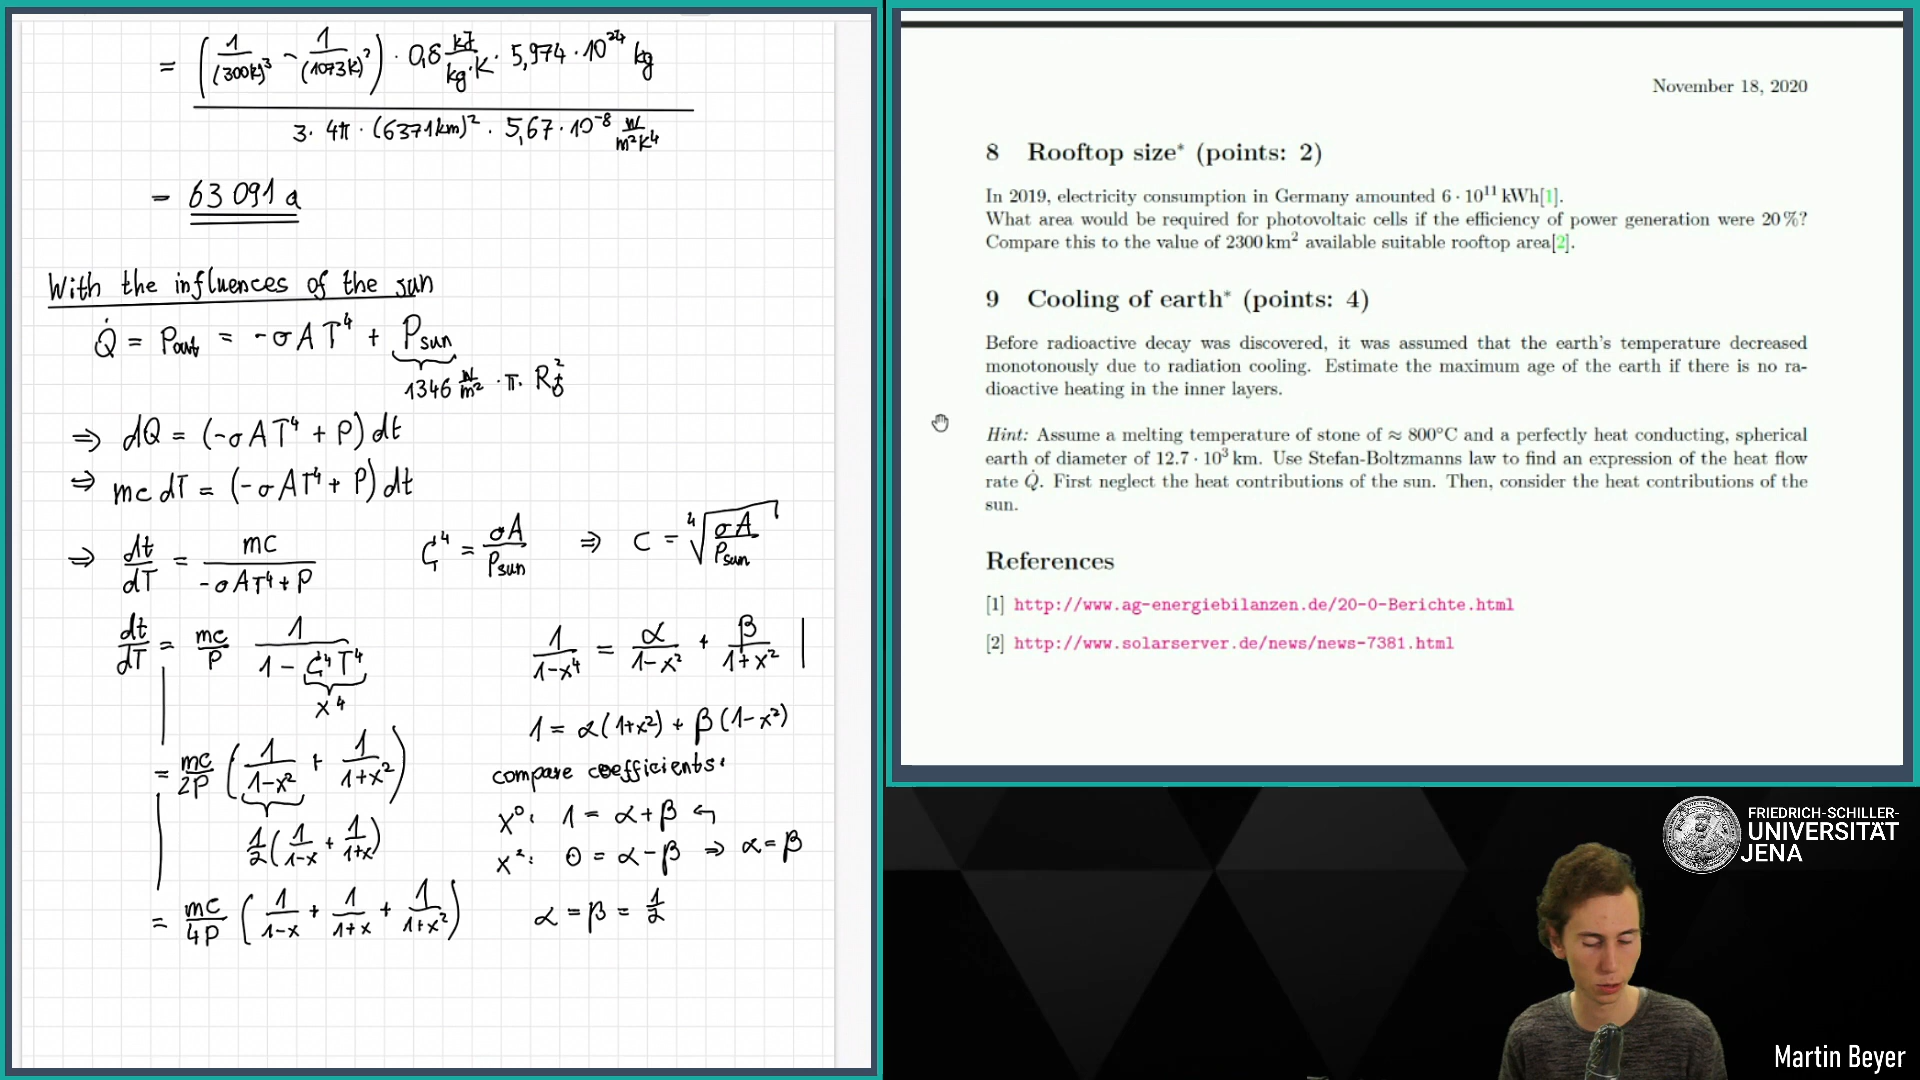 = (1/(300K)³ - 1/(1073K)²) · 0,8 kJ/kg·K · 5,974 · 10²⁴ kg
3 · 4π · (6371km)² · 5,67 · 10⁻⁸ W/m²K⁴
= 63 091 a
With the influences of the sun
Q̇ = Pout = -σ A T⁴ + Psun
1346 W/m² · π · R♁²
⇒ dQ = (-σ A T⁴ + P) dt
⇒ mc dT = (-σ A T⁴ + P) dt
⇒ dt/dT = mc/(-σ A T⁴ + P)
C⁴ = σA/Psun ⇒ C = ⁴√(σA/Psun)
dt/dT = mc/P 1/(1 - C⁴T⁴)
x⁴
= mc/2P (1/(1-x²) + 1/(1+x²))
1/2 (1/(1-x) + 1/(1+x))
= mc/4P (1/(1-x) + 1/(1+x) + 1/(1+x²))
1/(1-x⁴) = α/(1-x²) + β/(1+x²) |
1 = α(1+x²) + β(1-x²)
compare coefficients:
x⁰: 1 = α+β ↰
x²: 0 = α-β ⇒ α=β
α = β = 1/2
November 18, 2020
8 Rooftop size* (points: 2)
In 2019, electricity consumption in Germany amounted 6 · 10¹¹ kWh[1].
What area would be required for photovoltaic cells if the efficiency of power generation were 20 %?
Compare this to the value of 2300 km² available suitable rooftop area[2].
9 Cooling of earth* (points: 4)
Before radioactive decay was discovered, it was assumed that the earth's temperature decreased
monotonously due to radiation cooling. Estimate the maximum age of the earth if there is no ra-
dioactive heating in the inner layers.
Hint: Assume a melting temperature of stone of ≈ 800°C and a perfectly heat conducting, spherical
earth of diameter of 12.7 · 10³ km. Use Stefan-Boltzmanns law to find an expression of the heat flow
rate Q̇. First neglect the heat contributions of the sun. Then, consider the heat contributions of the
sun.
References
[1] http://www.ag-energiebilanzen.de/20-0-Berichte.html
[2] http://www.solarserver.de/news/news-7381.html
FRIEDRICH-SCHILLER-
UNIVERSITÄT
JENA
Martin Beyer